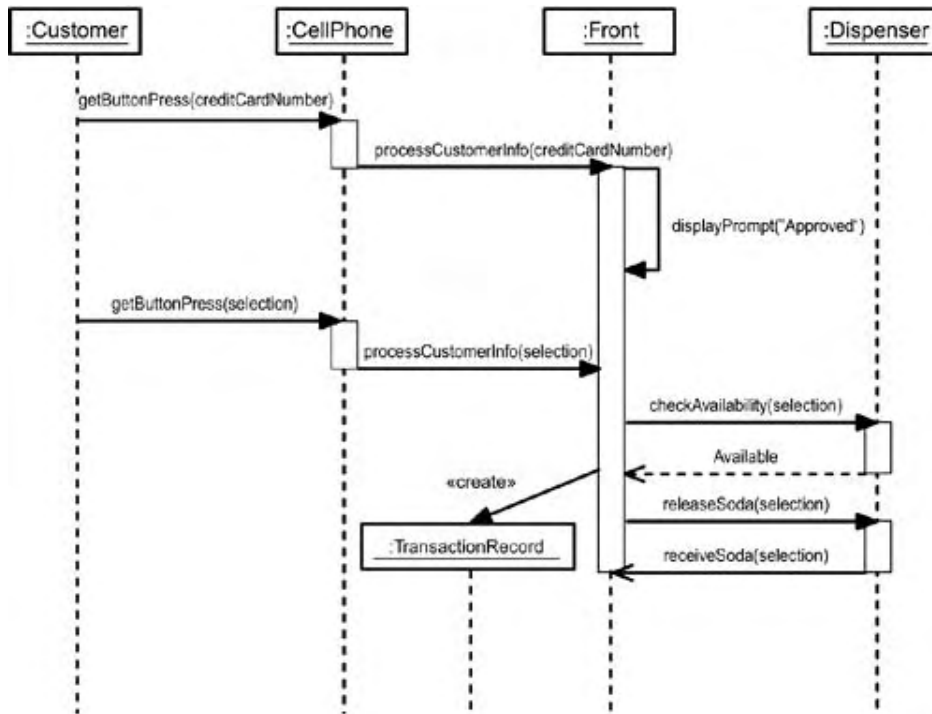 :Customer
:CellPhone
:Front
:Dispenser
getButtonPress(creditCardNumber)
processCustomerInfo(creditCardNumber)
displayPrompt("Approved")
getButtonPress(selection)
processCustomerInfo(selection)
checkAvailability(selection)
Available
«create»
releaseSoda(selection)
:TransactionRecord
receiveSoda(selection)